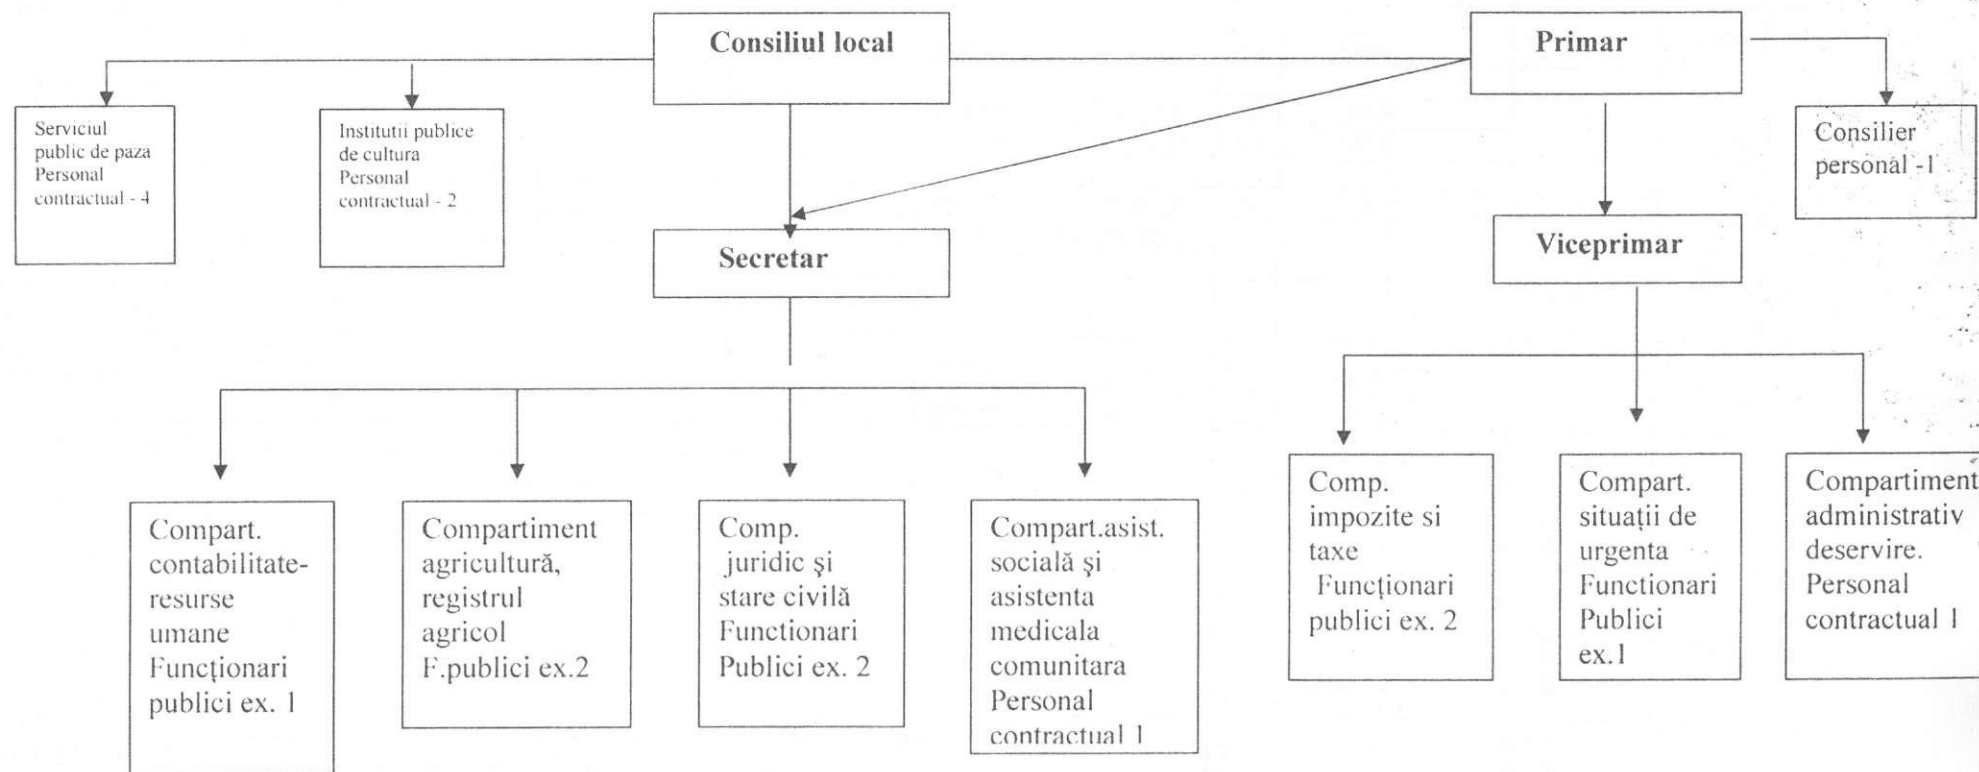 Consiliul local
Primar
Serviciul
public de paza
Personal
contractual - 4
Institutii publice
de cultura
Personal
contractual - 2
Consilier
personal -1
Secretar
Viceprimar
Compart.
contabilitate-
resurse
umane
Funcţionari
publici ex. 1
Compartiment
agricultură,
registrul
agricol
F.publici ex.2
Comp.
juridic şi
stare civilă
Functionari
Publici ex. 2
Compart.asist.
socială şi
asistenta
medicala
comunitara
Personal
contractual 1
Comp.
impozite si
taxe
Funcţionari
publici ex. 2
Compart.
situaţii de
urgenta
Functionari
Publici
ex.1
Compartiment
administrativ
deservire.
Personal
contractual 1